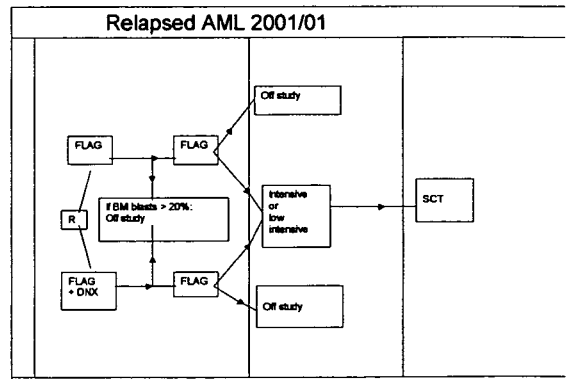 Relapsed AML 2001/01
Off study
FLAG
FLAG
R
If BM blasts > 20%:
Off study
Intensive
or
low
intensive
SCT
FLAG
+ DNX
FLAG
Off study